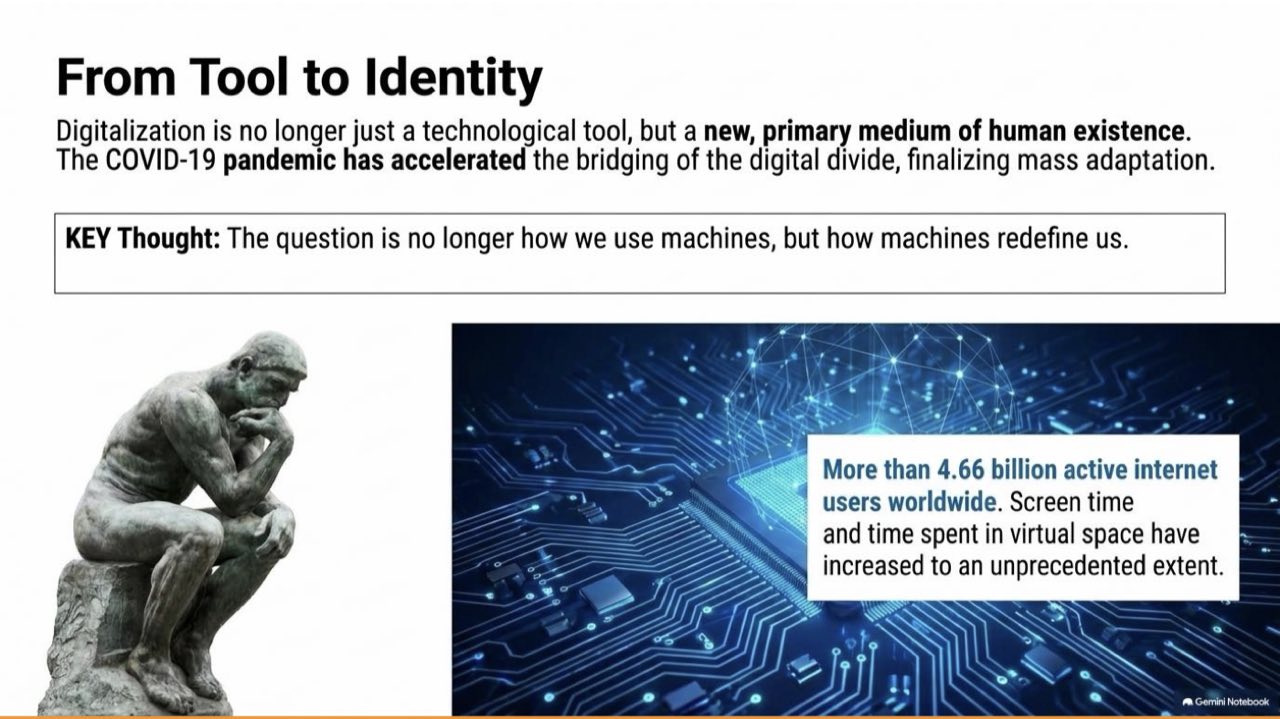 From Tool to Identity
Digitalization is no longer just a technological tool, but a new, primary medium of human existence.
The COVID-19 pandemic has accelerated the bridging of the digital divide, finalizing mass adaptation.
KEY Thought: The question is no longer how we use machines, but how machines redefine us.
More than 4.66 billion active internet
users worldwide. Screen time
and time spent in virtual space have
increased to an unprecedented extent.
Gemini Notebook